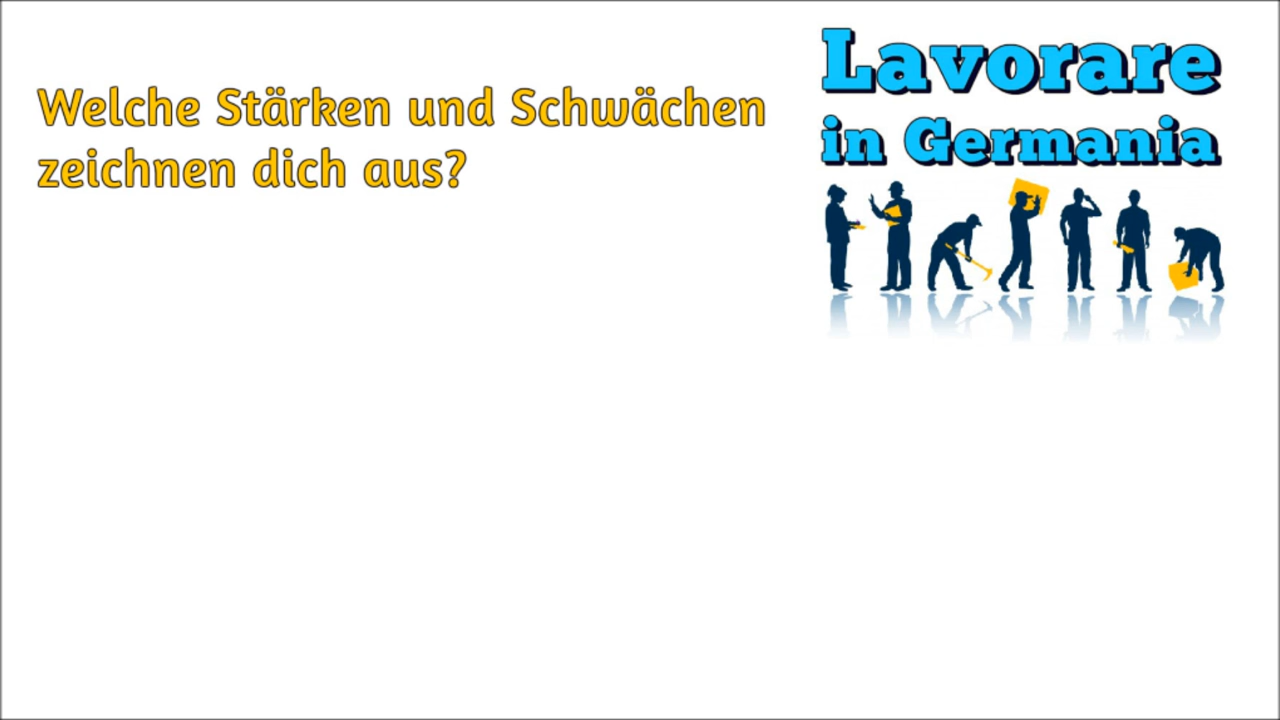 Welche Stärken und Schwächen
zeichnen dich aus?
Lavorare
in Germania